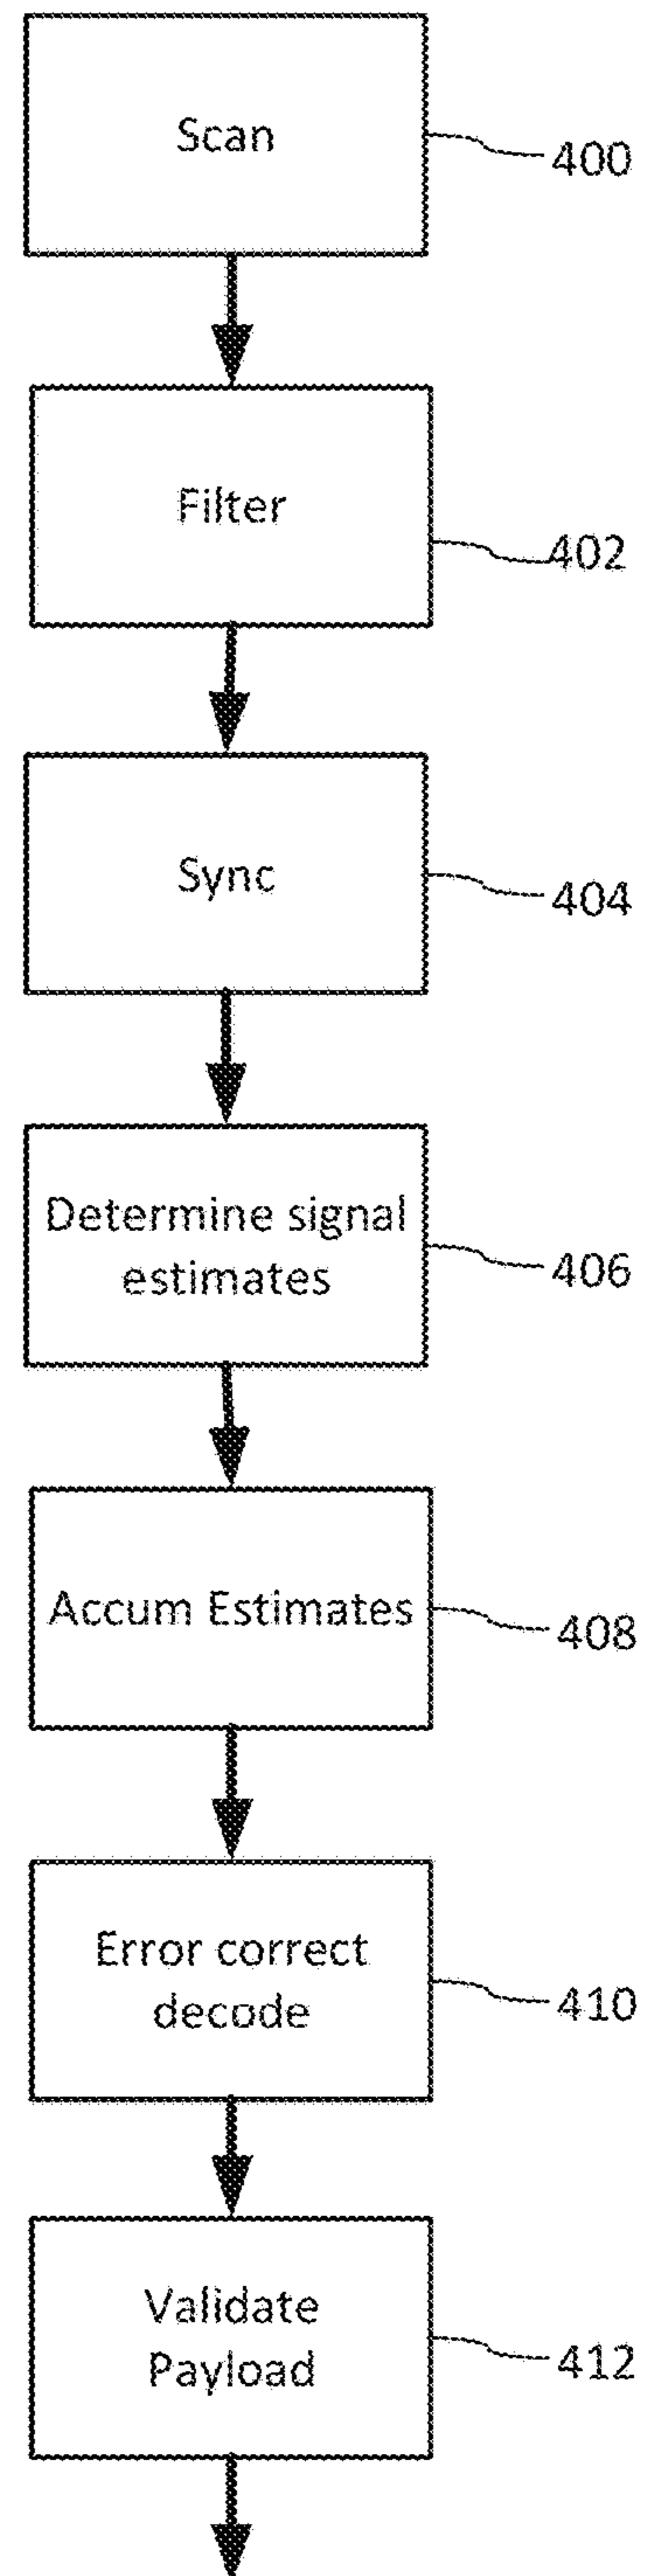 Scan
400
Filter
402
Sync
404
Determine signal
estimates
406
Accum Estimates
408
Error correct
decode
410
Validate
Payload
412